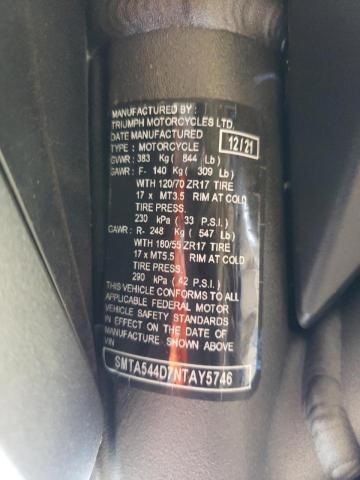 MANUFACTURED BY :
TRIUMPH MOTORCYCLES LTD
DATE MANUFACTURED 12/21
TYPE : MOTORCYCLE
GVWR: 383 Kg ( 844 Lb)
GAWR: F- 140 Kg ( 309 Lb)
WITH 120/70 ZR17 TIRE
17 x MT3.5 RIM AT COLD
TIRE PRESS.
230 kPa ( 33 P.S.I.)
GAWR: R- 248 Kg ( 547 Lb)
WITH 180/55 ZR17 TIRE
17 x MT5.5 RIM AT COLD
TIRE PRESS.
290 kPa ( 42 P.S.I.)
THIS VEHICLE CONFORMS TO ALL
APPLICABLE FEDERAL MOTOR
VEHICLE SAFETY STANDARDS
IN EFFECT ON THE DATE OF
MANUFACTURE SHOWN ABOVE
VIN
SMTA544D7NTAY5746